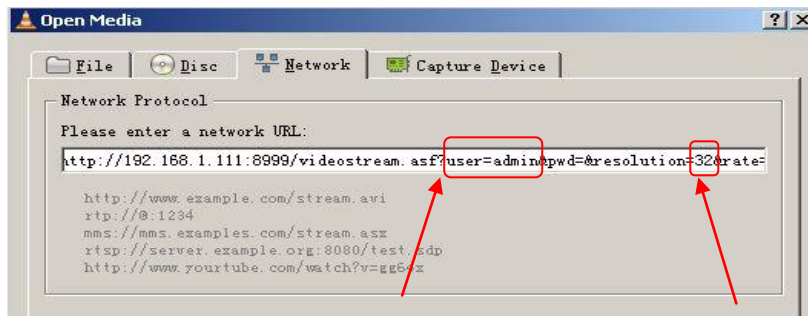 Open Media
File Disc Network Capture Device
Network Protocol
Please enter a network URL:
http://192.168.1.111:8999/videostream.asf?user=admin&pwd=&resolution=32&rate=
http://www.example.com/stream.avi
rtp://@:1234
mms://mms.examples.com/stream.asx
rtsp://server.example.org:8080/test.sdp
http://www.yourtube.com/watch?v=gg64x